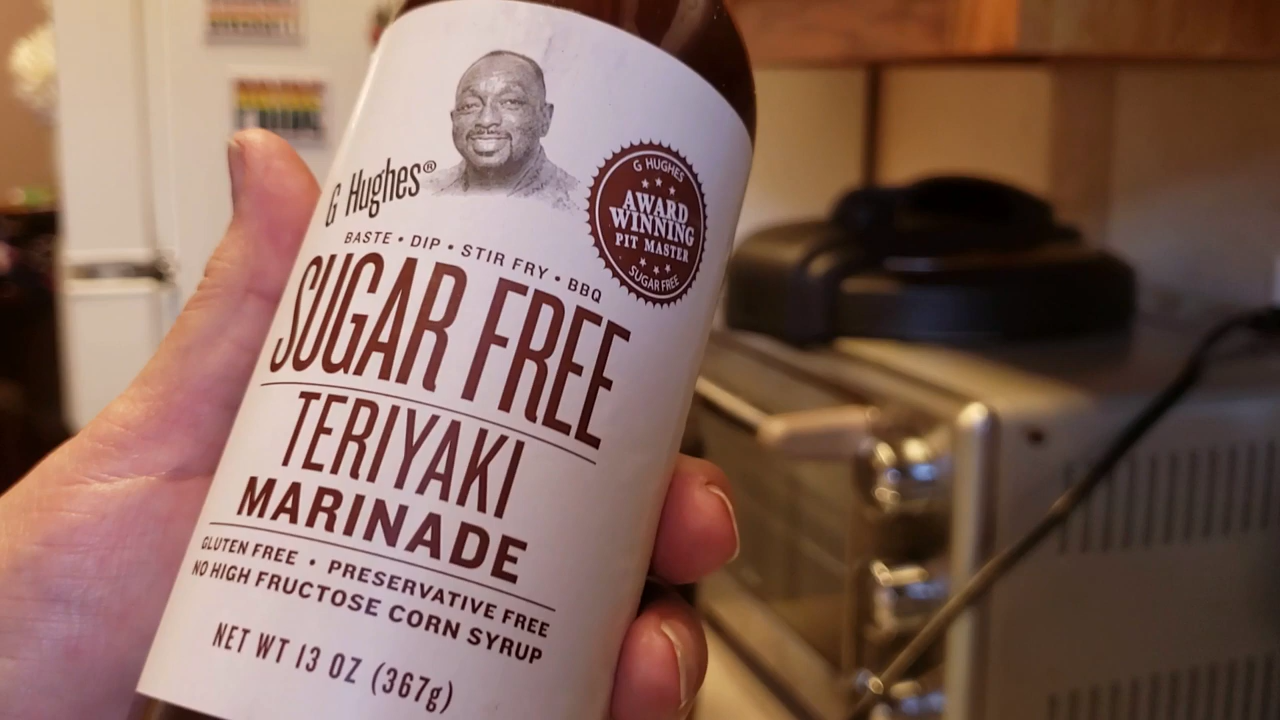 G Hughes®
G HUGHES
AWARD
WINNING
PIT MASTER
SUGAR FREE
BASTE • DIP • STIR FRY • BBQ
SUGAR FREE
TERIYAKI
MARINADE
GLUTEN FREE • PRESERVATIVE FREE
NO HIGH FRUCTOSE CORN SYRUP
NET WT 13 OZ (367g)